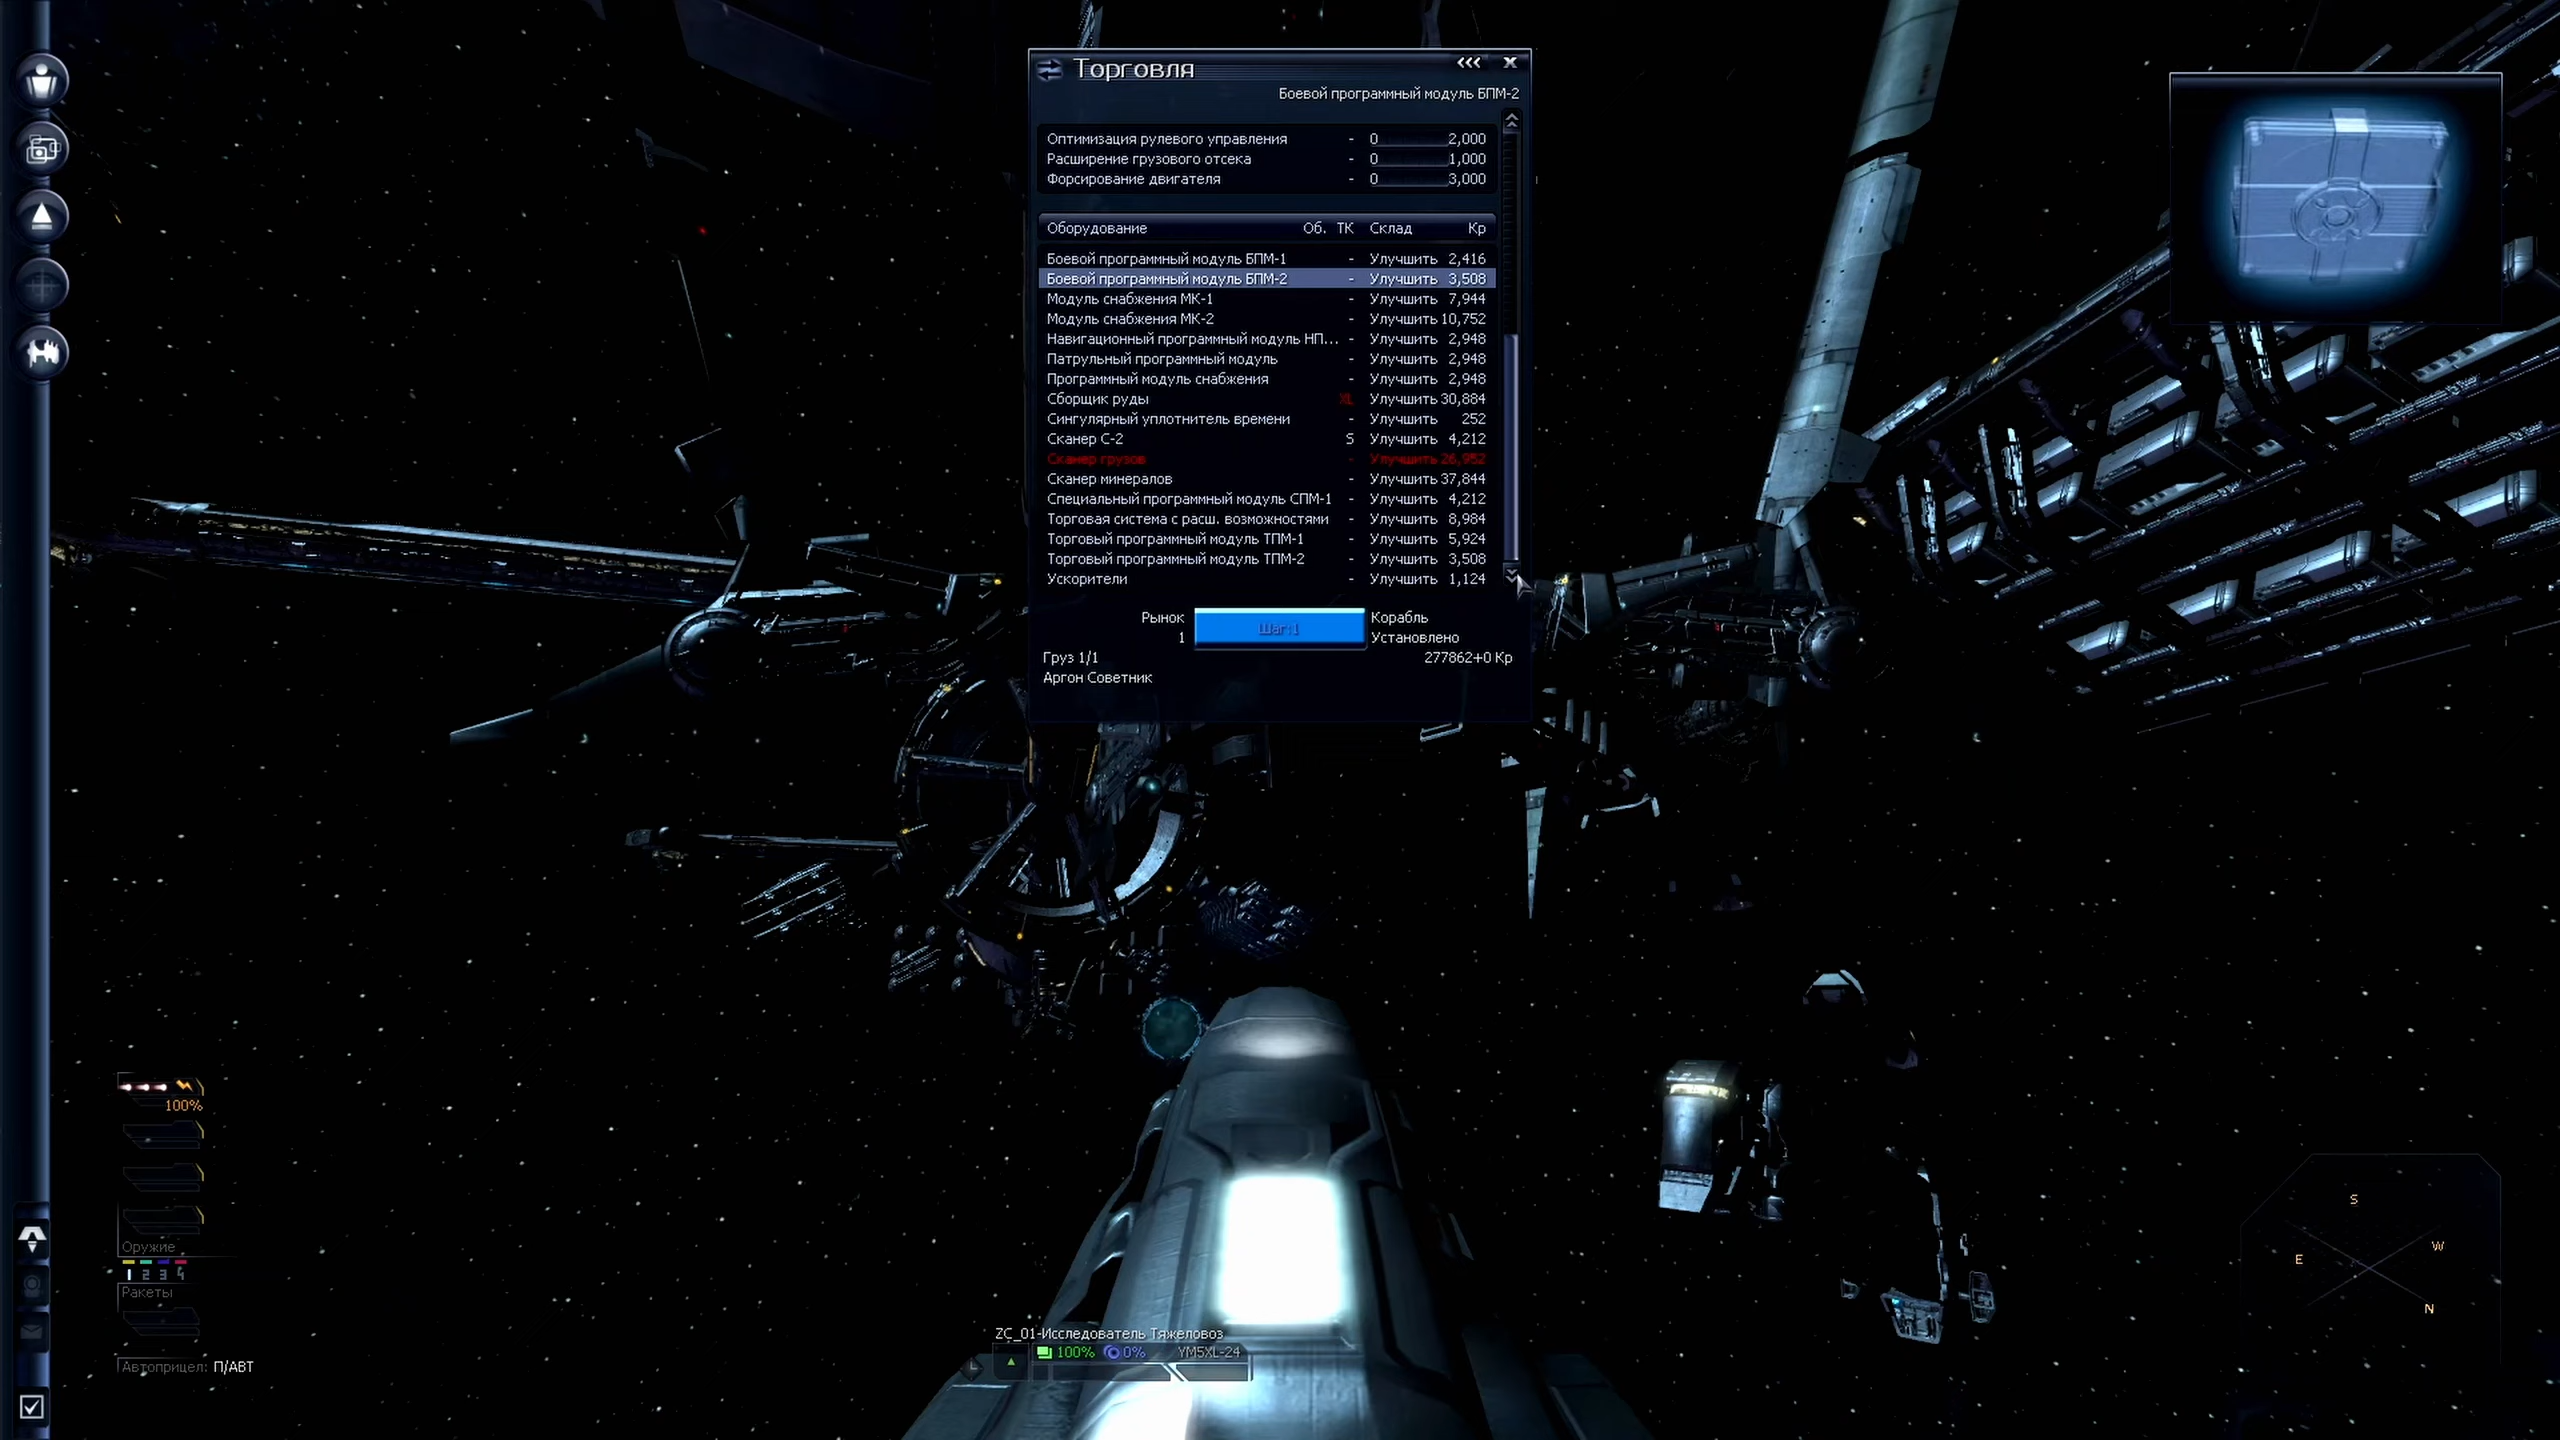 Торговля
Боевой программный модуль БПМ-2
Оптимизация рулевого управления - 0 2,000
Расширение грузового отсека - 0 1,000
Форсирование двигателя - 0 3,000
Оборудование Об. ТК Склад Кр
Боевой программный модуль БПМ-1 - Улучшить 2,416
Боевой программный модуль БПМ-2 - Улучшить 3,508
Модуль снабжения МК-1 - Улучшить 7,944
Модуль снабжения МК-2 - Улучшить 10,752
Навигационный программный модуль НП... - Улучшить 2,948
Патрульный программный модуль - Улучшить 2,948
Программный модуль снабжения - Улучшить 2,948
Сборщик руды XL Улучшить 30,884
Сингулярный уплотнитель времени - Улучшить 252
Сканер С-2 S Улучшить 4,212
Сканер грузов - Улучшить 26,952
Сканер минералов - Улучшить 37,844
Специальный программный модуль СПМ-1 - Улучшить 4,212
Торговая система с расш. возможностями - Улучшить 8,984
Торговый программный модуль ТПМ-1 - Улучшить 5,924
Торговый программный модуль ТПМ-2 - Улучшить 3,508
Ускорители - Улучшить 1,124
Рынок Шаг:1 Корабль
1 Установлено
Груз 1/1 277862+0 Кр
Аргон Советник
100%
Оружие
1 2 3 4
Ракеты
Автоприцел: П/АВТ
ZC_01-Исследователь Тяжеловоз
100% 0% YM5XL-24
S
W
E
N